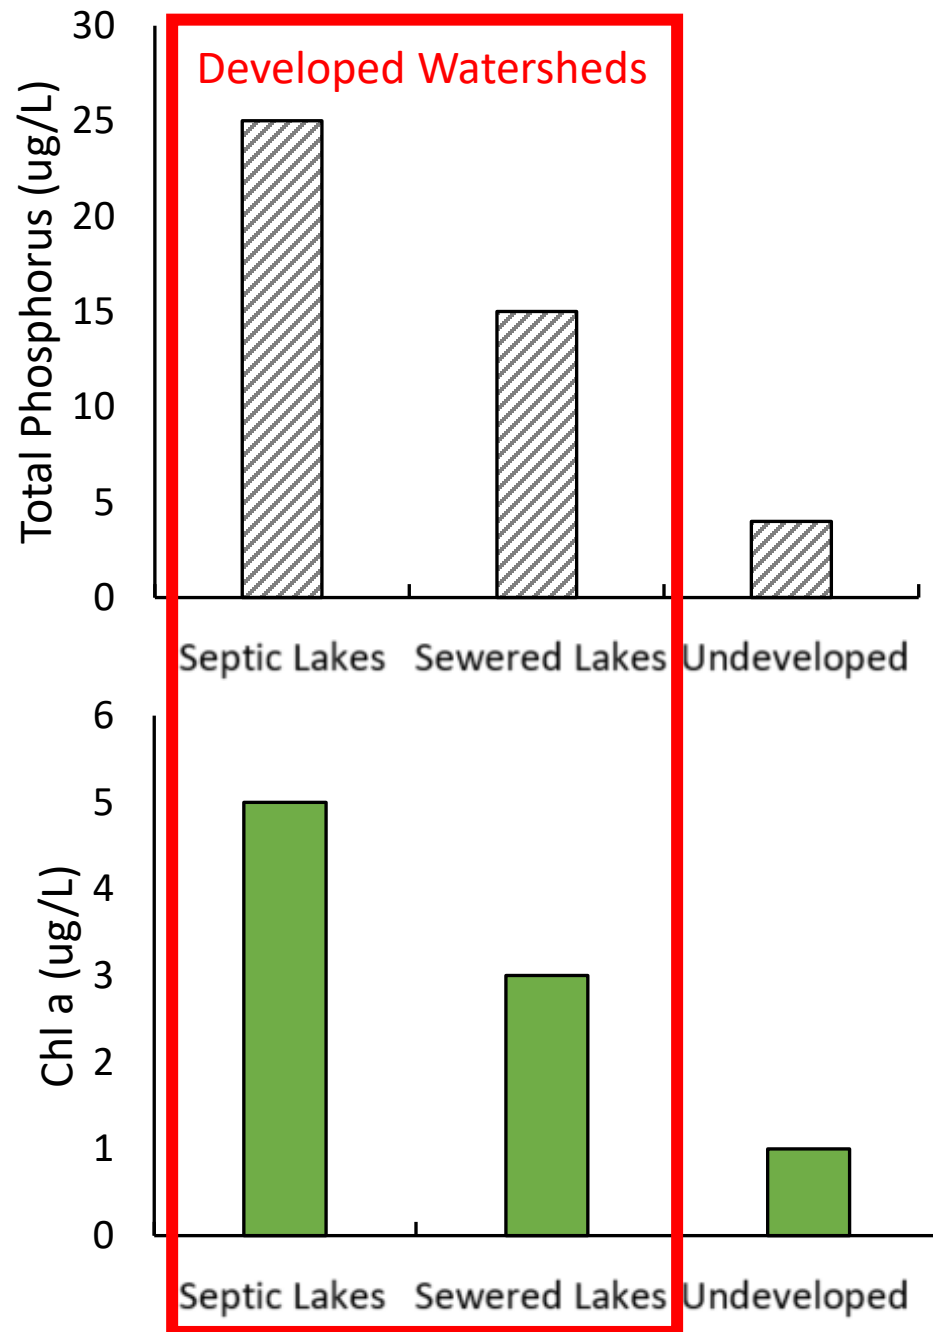 Developed Watersheds
Total Phosphorus (ug/L)
30
25
20
15
10
5
0
Septic Lakes Sewered Lakes Undeveloped
Chl a (ug/L)
6
5
4
3
2
1
0
Septic Lakes Sewered Lakes Undeveloped